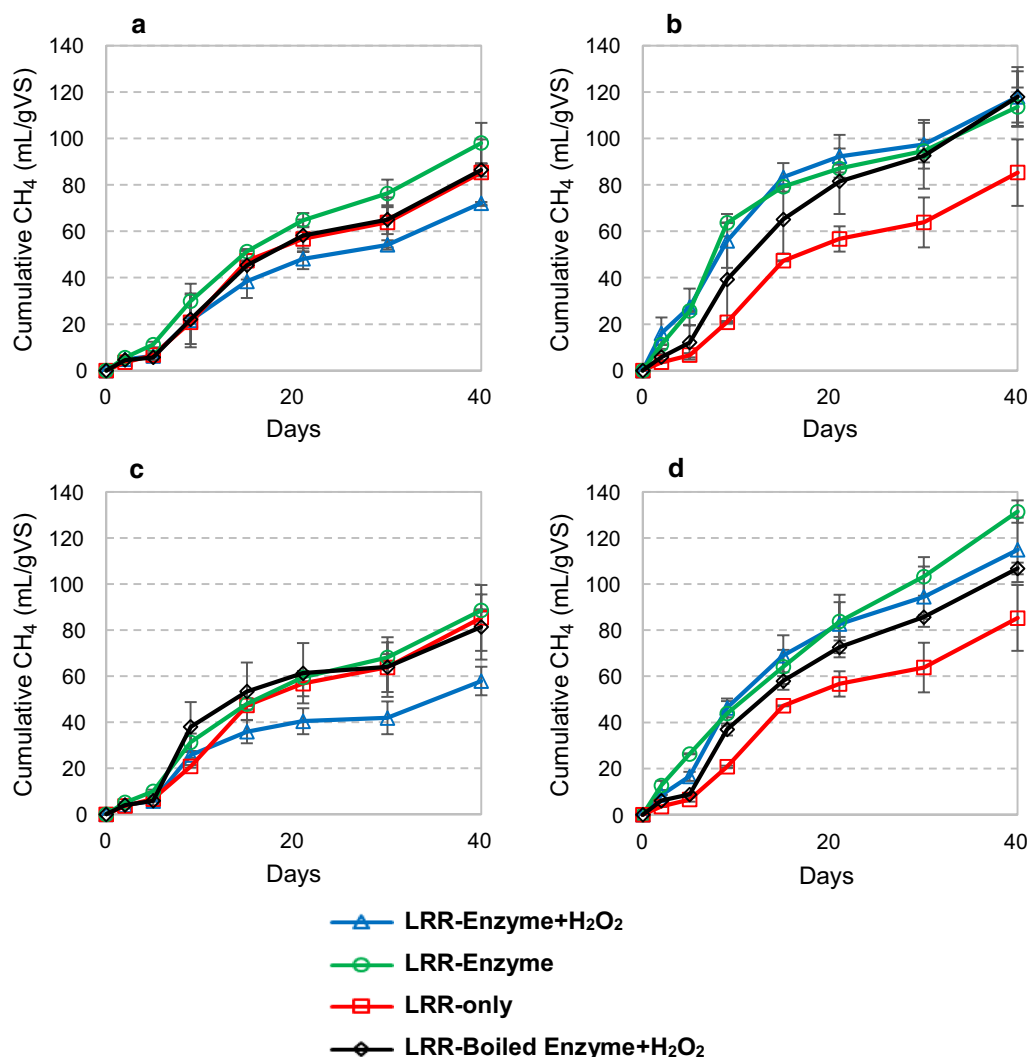 a
140
120
100
80
60
40
20
0
Cumulative CH₄ (mL/gVS)
0 20 40
Days
b
140
120
100
80
60
40
20
0
Cumulative CH₄ (mL/gVS)
0 20 40
Days
c
140
120
100
80
60
40
20
0
Cumulative CH₄ (mL/gVS)
0 20 40
Days
d
140
120
100
80
60
40
20
0
Cumulative CH₄ (mL/gVS)
0 20 40
Days
LRR-Enzyme+H₂O₂
LRR-Enzyme
LRR-only
LRR-Boiled Enzyme+H₂O₂